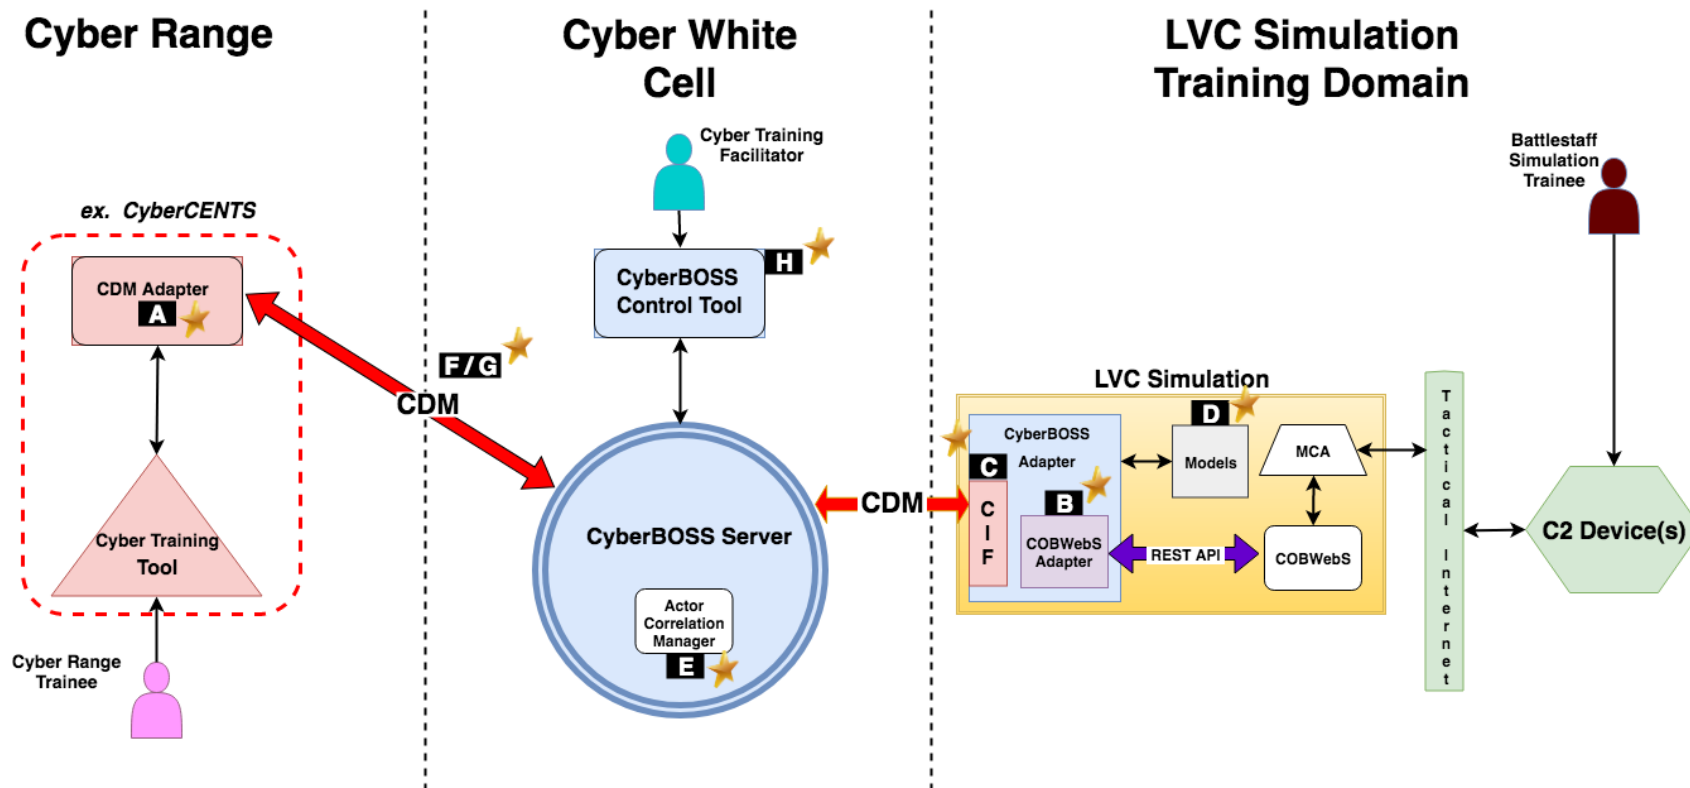 Cyber Range
Cyber White
Cell
LVC Simulation
Training Domain
Cyber Training
Facilitator
Battlestaff
Simulation
Trainee
ex. CyberCENTS
CDM Adapter
A
CyberBOSS
Control Tool
H
F / G
CDM
LVC Simulation
CyberBOSS
Adapter
C
CIF
B
COBWebS
Adapter
D
Models
MCA
REST API
COBWebS
Tactical Internet
C2 Device(s)
CDM
CyberBOSS Server
Actor
Correlation
Manager
E
Cyber Training
Tool
Cyber Range
Trainee